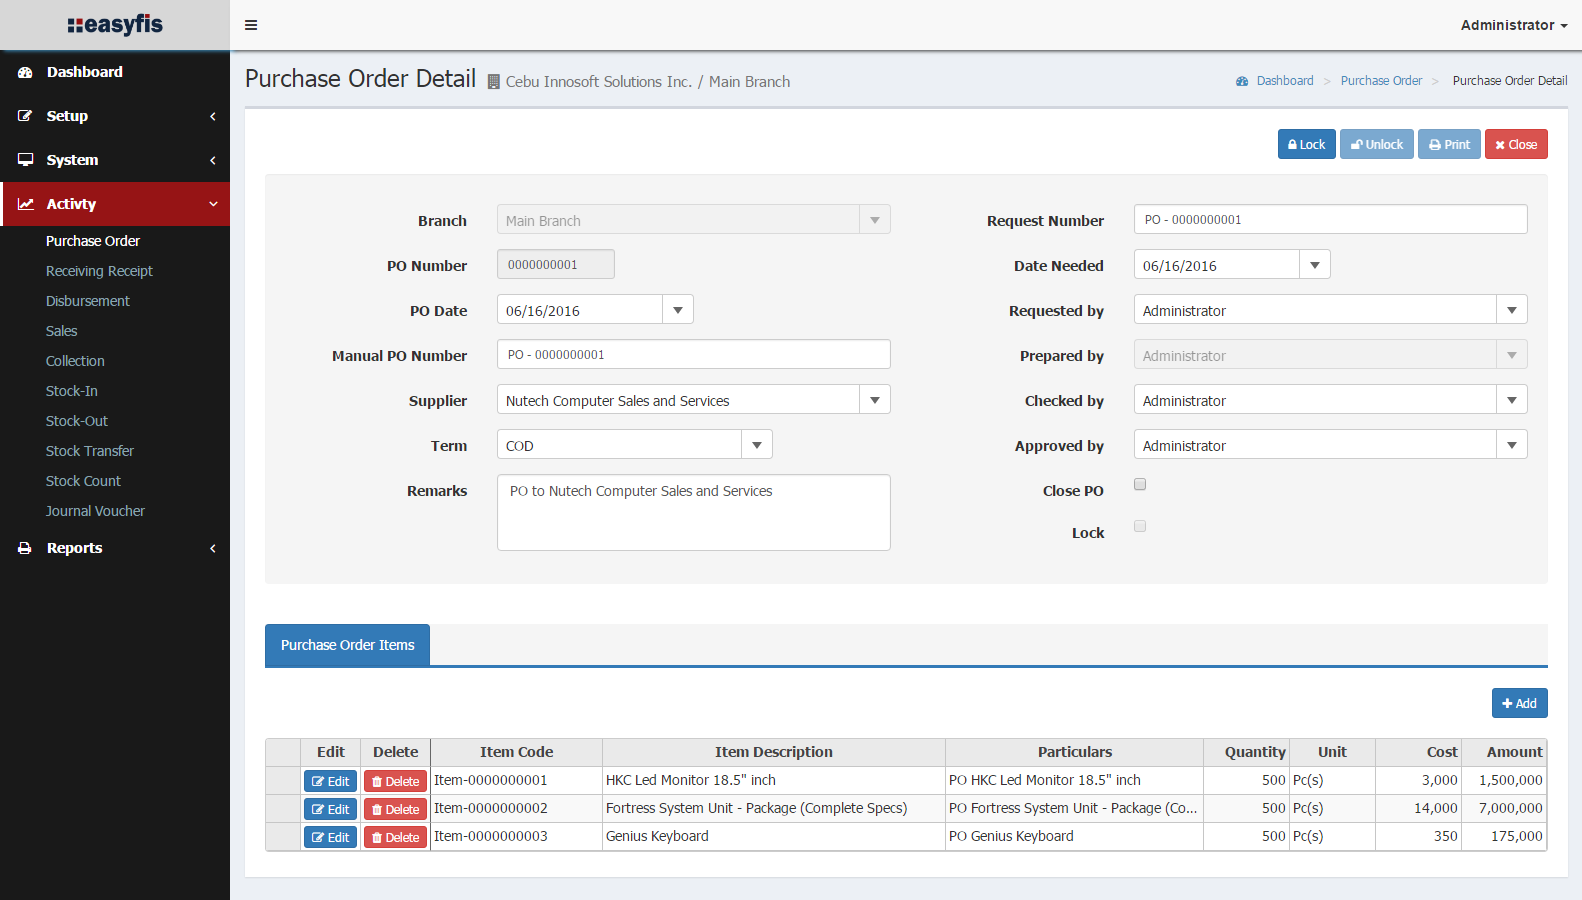 easyfis
Administrator
Dashboard
Setup
System
Activty
Purchase Order
Receiving Receipt
Disbursement
Sales
Collection
Stock-In
Stock-Out
Stock Transfer
Stock Count
Journal Voucher
Reports
Purchase Order Detail Cebu Innosoft Solutions Inc. / Main Branch
Dashboard > Purchase Order > Purchase Order Detail
Lock Unlock Print Close
Branch Main Branch
PO Number 0000000001
PO Date 06/16/2016
Manual PO Number PO - 0000000001
Supplier Nutech Computer Sales and Services
Term COD
Remarks PO to Nutech Computer Sales and Services
Request Number PO - 0000000001
Date Needed 06/16/2016
Requested by Administrator
Prepared by Administrator
Checked by Administrator
Approved by Administrator
Close PO
Lock
Purchase Order Items
Add
Edit Delete Item Code Item Description Particulars Quantity Unit Cost Amount
Edit Delete Item-0000000001 HKC Led Monitor 18.5" inch PO HKC Led Monitor 18.5" inch 500 Pc(s) 3,000 1,500,000
Edit Delete Item-0000000002 Fortress System Unit - Package (Complete Specs) PO Fortress System Unit - Package (Co... 500 Pc(s) 14,000 7,000,000
Edit Delete Item-0000000003 Genius Keyboard PO Genius Keyboard 500 Pc(s) 350 175,000